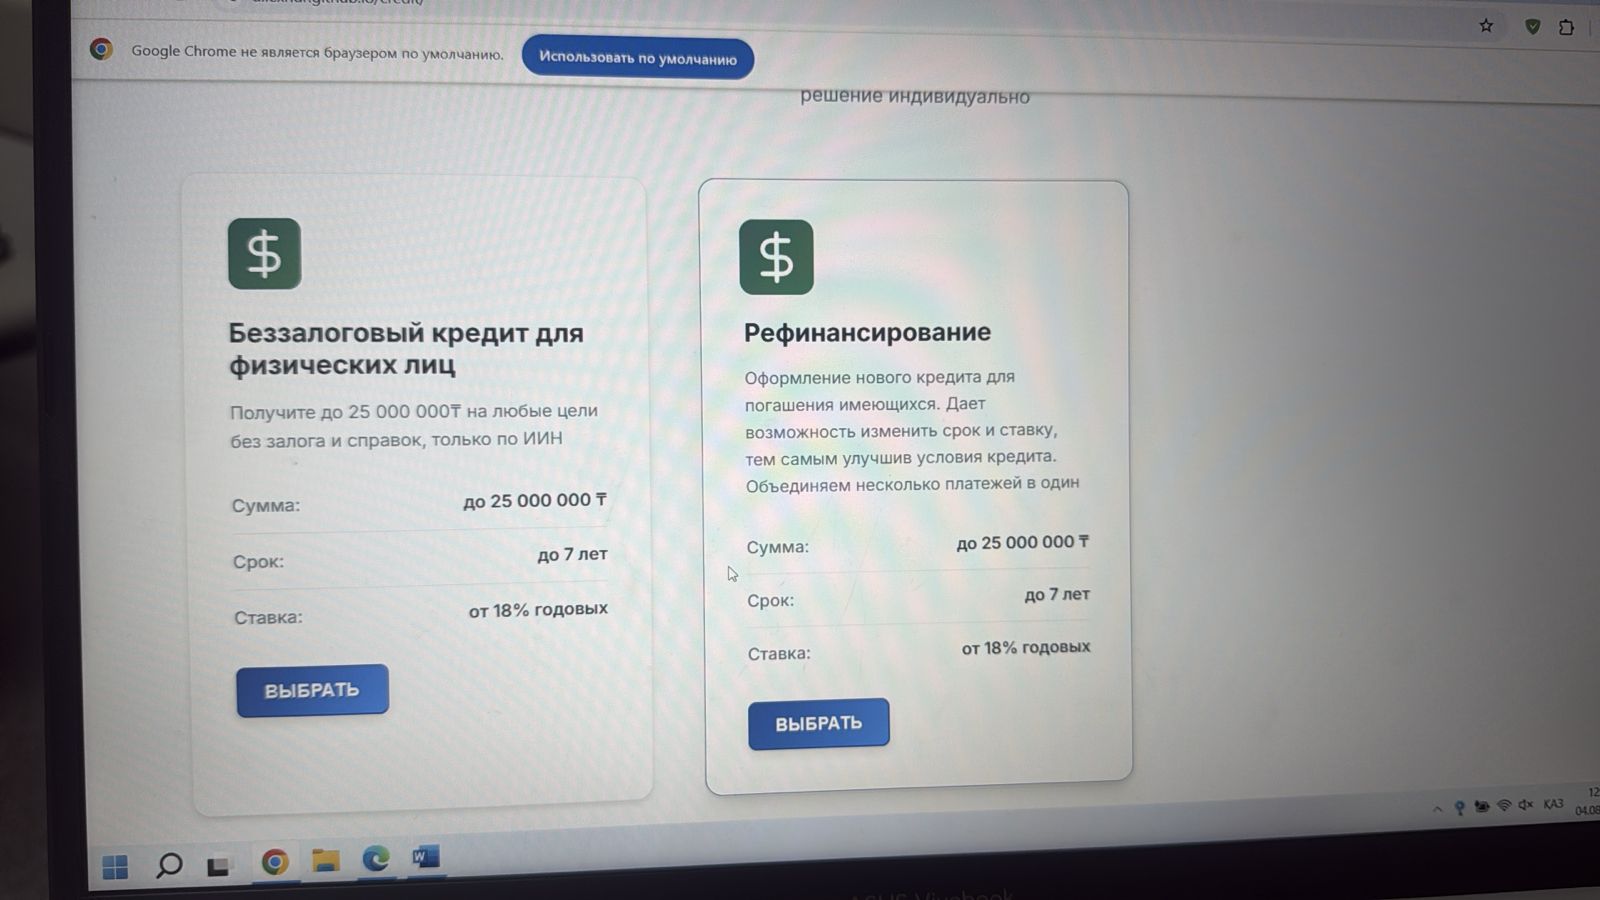 Google Chrome не является браузером по умолчанию.
Использовать по умолчанию
решение индивидуально
Беззалоговый кредит для
физических лиц
Получите до 25 000 000₸ на любые цели
без залога и справок, только по ИИН
Сумма: до 25 000 000 ₸
Срок: до 7 лет
Ставка: от 18% годовых
ВЫБРАТЬ
Рефинансирование
Оформление нового кредита для
погашения имеющихся. Дает
возможность изменить срок и ставку,
тем самым улучшив условия кредита.
Объединяем несколько платежей в один
Сумма: до 25 000 000 ₸
Срок: до 7 лет
Ставка: от 18% годовых
ВЫБРАТЬ
ҚАЗ
12
04.08